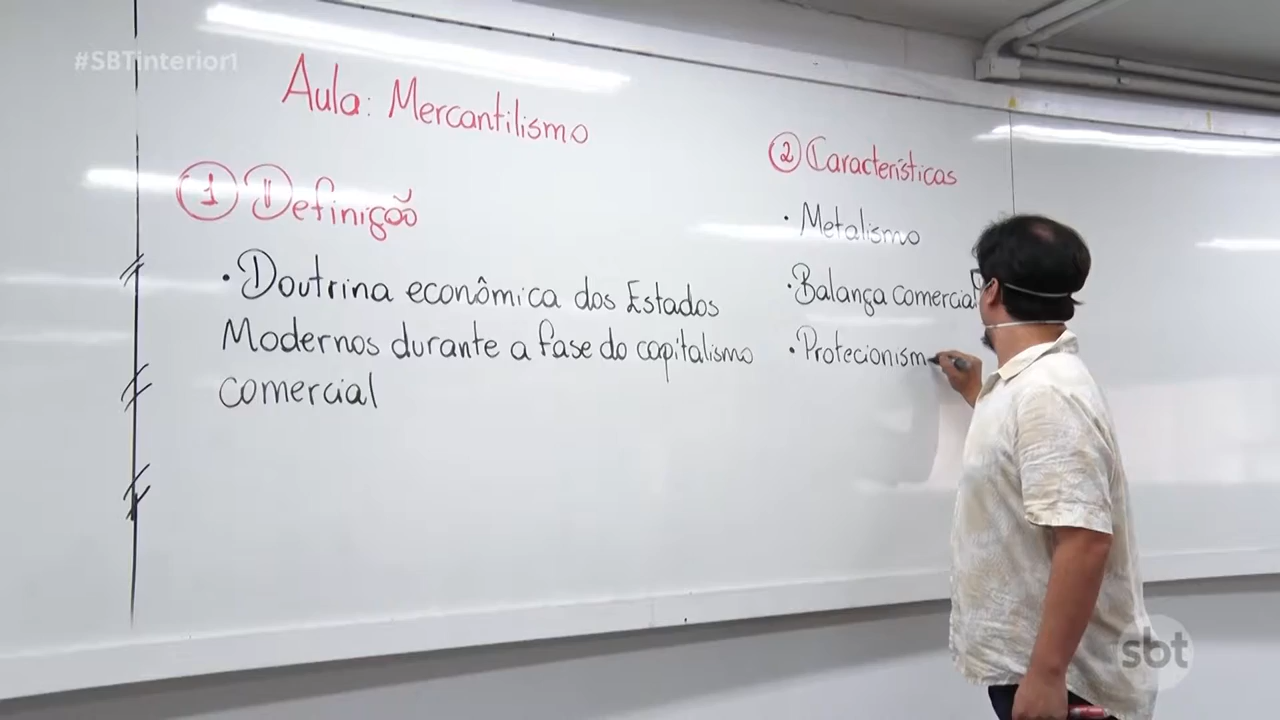 #SBTinterior1
Aula: Mercantilismo
1 Definição
• Doutrina econômica dos Estados
Modernos durante a fase do capitalismo
comercial
2 Características
• Metalismo
• Balança comercial
• Protecionism
sbt